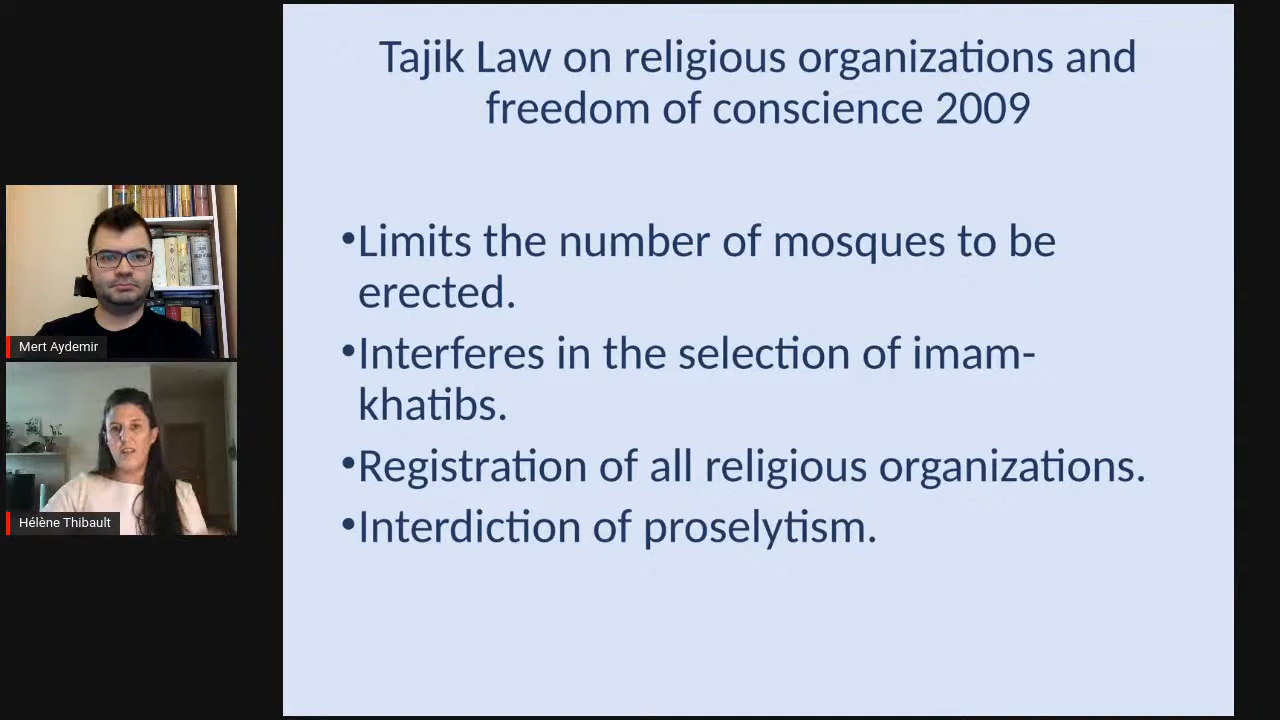 Tajik Law on religious organizations and
freedom of conscience 2009
•Limits the number of mosques to be
erected.
•Interferes in the selection of imam-
khatibs.
•Registration of all religious organizations.
•Interdiction of proselytism.
Mert Aydemir
Hélène Thibault